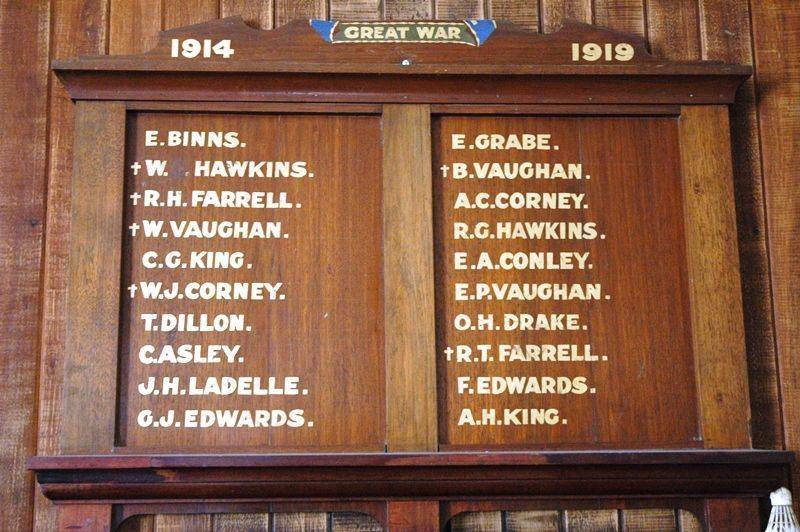 GREAT WAR
1914 1919
E. BINNS.
†W. HAWKINS.
†R.H. FARRELL.
†W. VAUGHAN.
C.G. KING.
†W.J. CORNEY.
T. DILLON.
C. ASLEY.
J.H. LADELLE.
G.J. EDWARDS.
E. GRABE.
†B. VAUGHAN.
A.C. CORNEY.
R.G. HAWKINS.
E.A. CONLEY.
E.P. VAUGHAN.
O.H. DRAKE.
†R.T. FARRELL.
F. EDWARDS.
A.H. KING.